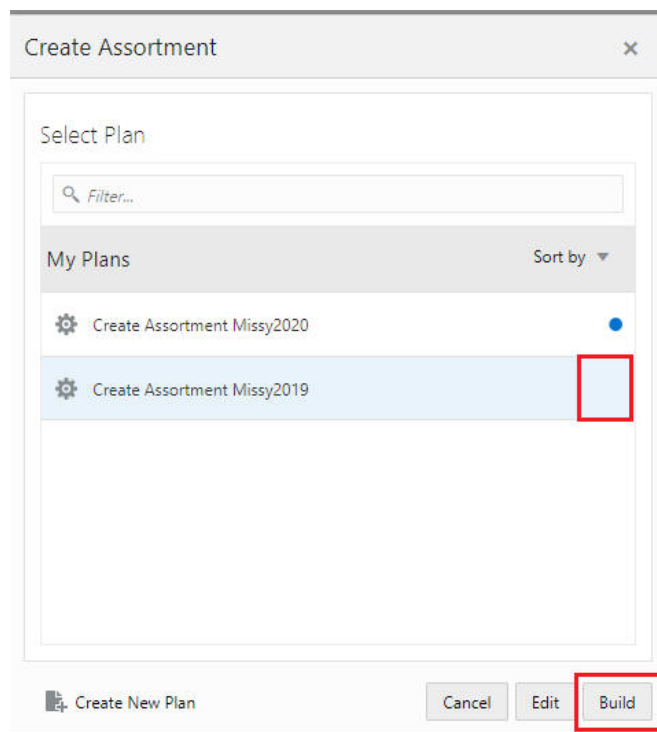 Create Assortment
Select Plan
Filter...
My Plans Sort by
Create Assortment Missy2020
Create Assortment Missy2019
Create New Plan Cancel Edit Build